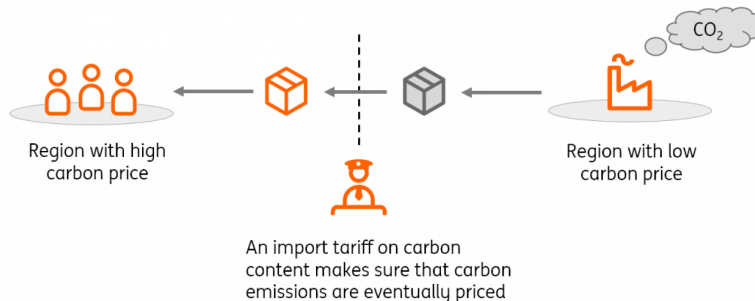 CO₂
Region with high
carbon price
Region with low
carbon price
An import tariff on carbon
content makes sure that carbon
emissions are eventually priced